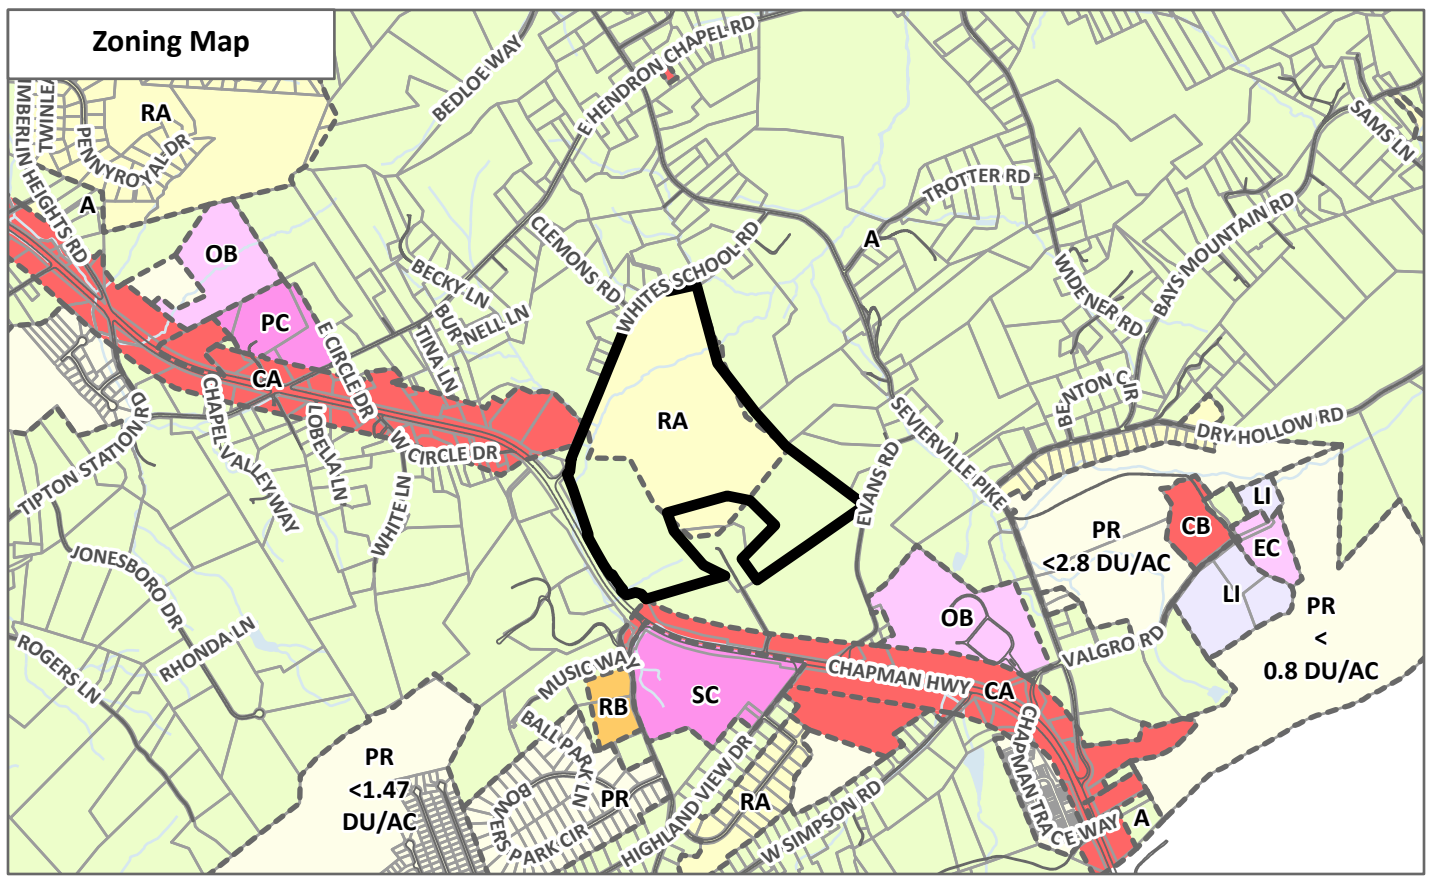 Zoning Map
BEDLOE WAY
E HENDRON CHAPEL RD
TWINLE
IMBERLIN HEIGHTS RD
PENNYROYAL DR
RA
A
SAMS LN
TROTTER RD
A
BAYS MOUNTAIN RD
WIDENER RD
CLEMONS RD
WHITES SCHOOL RD
OB
BECKY LN
BURNELL LN
TINA LN
PC
E CIRCLE DR
CA
CHAPEL VALLEY WAY
LOBELIA LN
W CIRCLE DR
WHITE LN
TIPTON STATION RD
RA
SEVIERVILLE PIKE
EVANS RD
BENTON CIR
DRY HOLLOW RD
PR
<2.8 DU/AC
CB
LI
EC
LI
PR
<
0.8 DU/AC
JONESBORO DR
RHONDA LN
ROGERS LN
OB
VALGRO RD
CHAPMAN HWY
CA
MUSIC WAY
RB
SC
BALL PARK LN
PR
<1.47
DU/AC
BOWERS PARK CIR
PR
HIGHLAND VIEW DR
RA
W SIMPSON RD
CHAPMAN TRACE WAY
A